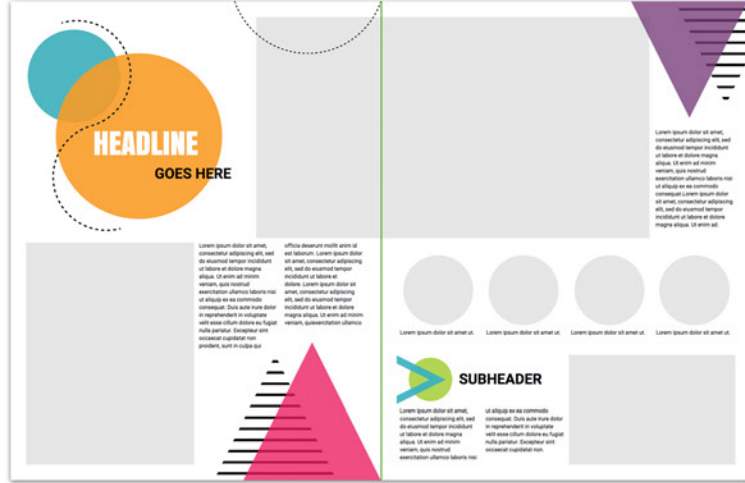 HEADLINE
GOES HERE
Lorem ipsum dolor sit amet,
consectetur adipiscing elit, sed
do eiusmod tempor incididunt
ut labore et dolore magna
aliqua. Ut enim ad minim
veniam, quis nostrud
exercitation ullamco laboris nisi
ut aliquip ex ea commodo
consequat. Duis aute irure dolor
in reprehenderit in voluptate
velit esse cillum dolore eu fugiat
nulla pariatur. Excepteur sint
occaecat cupidatat non
proident, sunt in culpa qui
officia deserunt mollit anim id
est laborum. Lorem ipsum dolor
sit amet, consectetur adipiscing
elit, sed do eiusmod tempor
incididunt ut labore et
dolore. Lorem ipsum dolor sit
amet, consectetur adipiscing
elit, sed do eiusmod tempor
incididunt ut labore et dolore
magna aliqua. Ut enim ad minim
veniam, quisexercitation ullamco
Lorem ipsum dolor sit amet,
consectetur adipiscing elit, sed
do eiusmod tempor incididunt
ut labore et dolore magna
aliqua. Ut enim ad minim
veniam, quis nostrud
exercitation ullamco laboris nisi
ut aliquip ex ea commodo
consequat.Lorem ipsum dolor
sit amet, consectetur adipiscing
elit, sed do eiusmod tempor
incididunt ut labore et dolore
magna aliqua. Ut enim ad.
Lorem ipsum dolor sit amet ut.
Lorem ipsum dolor sit amet ut.
Lorem ipsum dolor sit amet ut.
Lorem ipsum dolor sit amet ut.
SUBHEADER
Lorem ipsum dolor sit amet,
consectetur adipiscing elit, sed
do eiusmod tempor incididunt
ut labore et dolore magna
aliqua. Ut enim ad minim
veniam, quis nostrud
exercitation ullamco laboris nisi
ut aliquip ex ea commodo
consequat. Duis aute irure dolor
in reprehenderit in voluptate
velit esse cillum dolore eu fugiat
nulla pariatur. Excepteur sint
occaecat cupidatat non